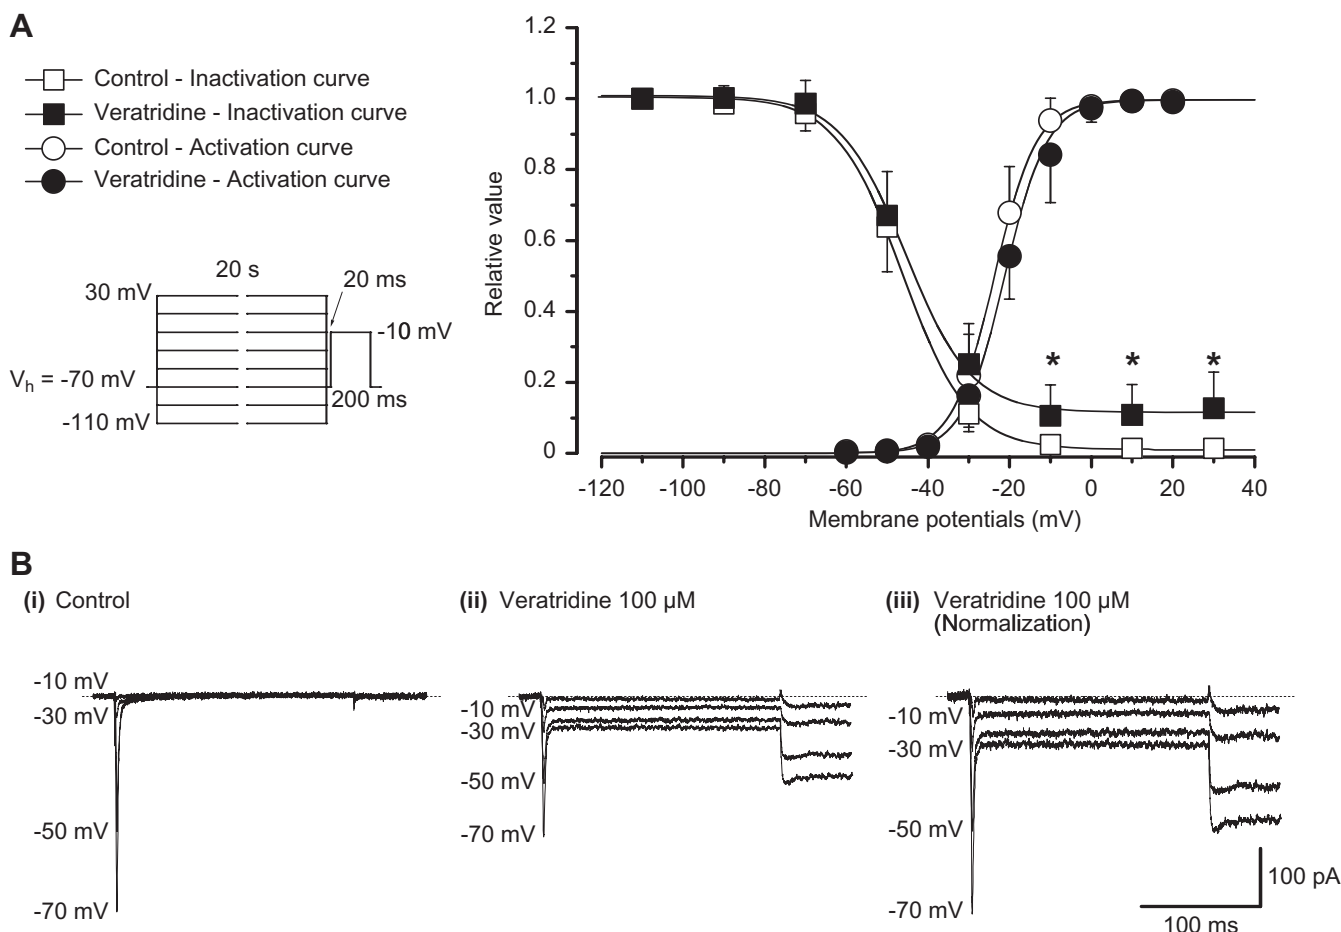 A
Control - Inactivation curve
Veratridine - Inactivation curve
Control - Activation curve
Veratridine - Activation curve
20 s
20 ms
30 mV
-10 mV
Vh = -70 mV
200 ms
-110 mV
1.2
1.0
0.8
0.6
0.4
0.2
0
Relative value
* * *
-120 -100 -80 -60 -40 -20 0 20 40
Membrane potentials (mV)
B
(i) Control
-10 mV
-30 mV
-50 mV
-70 mV
(ii) Veratridine 100 µM
-10 mV
-30 mV
-50 mV
-70 mV
(iii) Veratridine 100 µM
(Normalization)
-10 mV
-30 mV
-50 mV
-70 mV
100 pA
100 ms